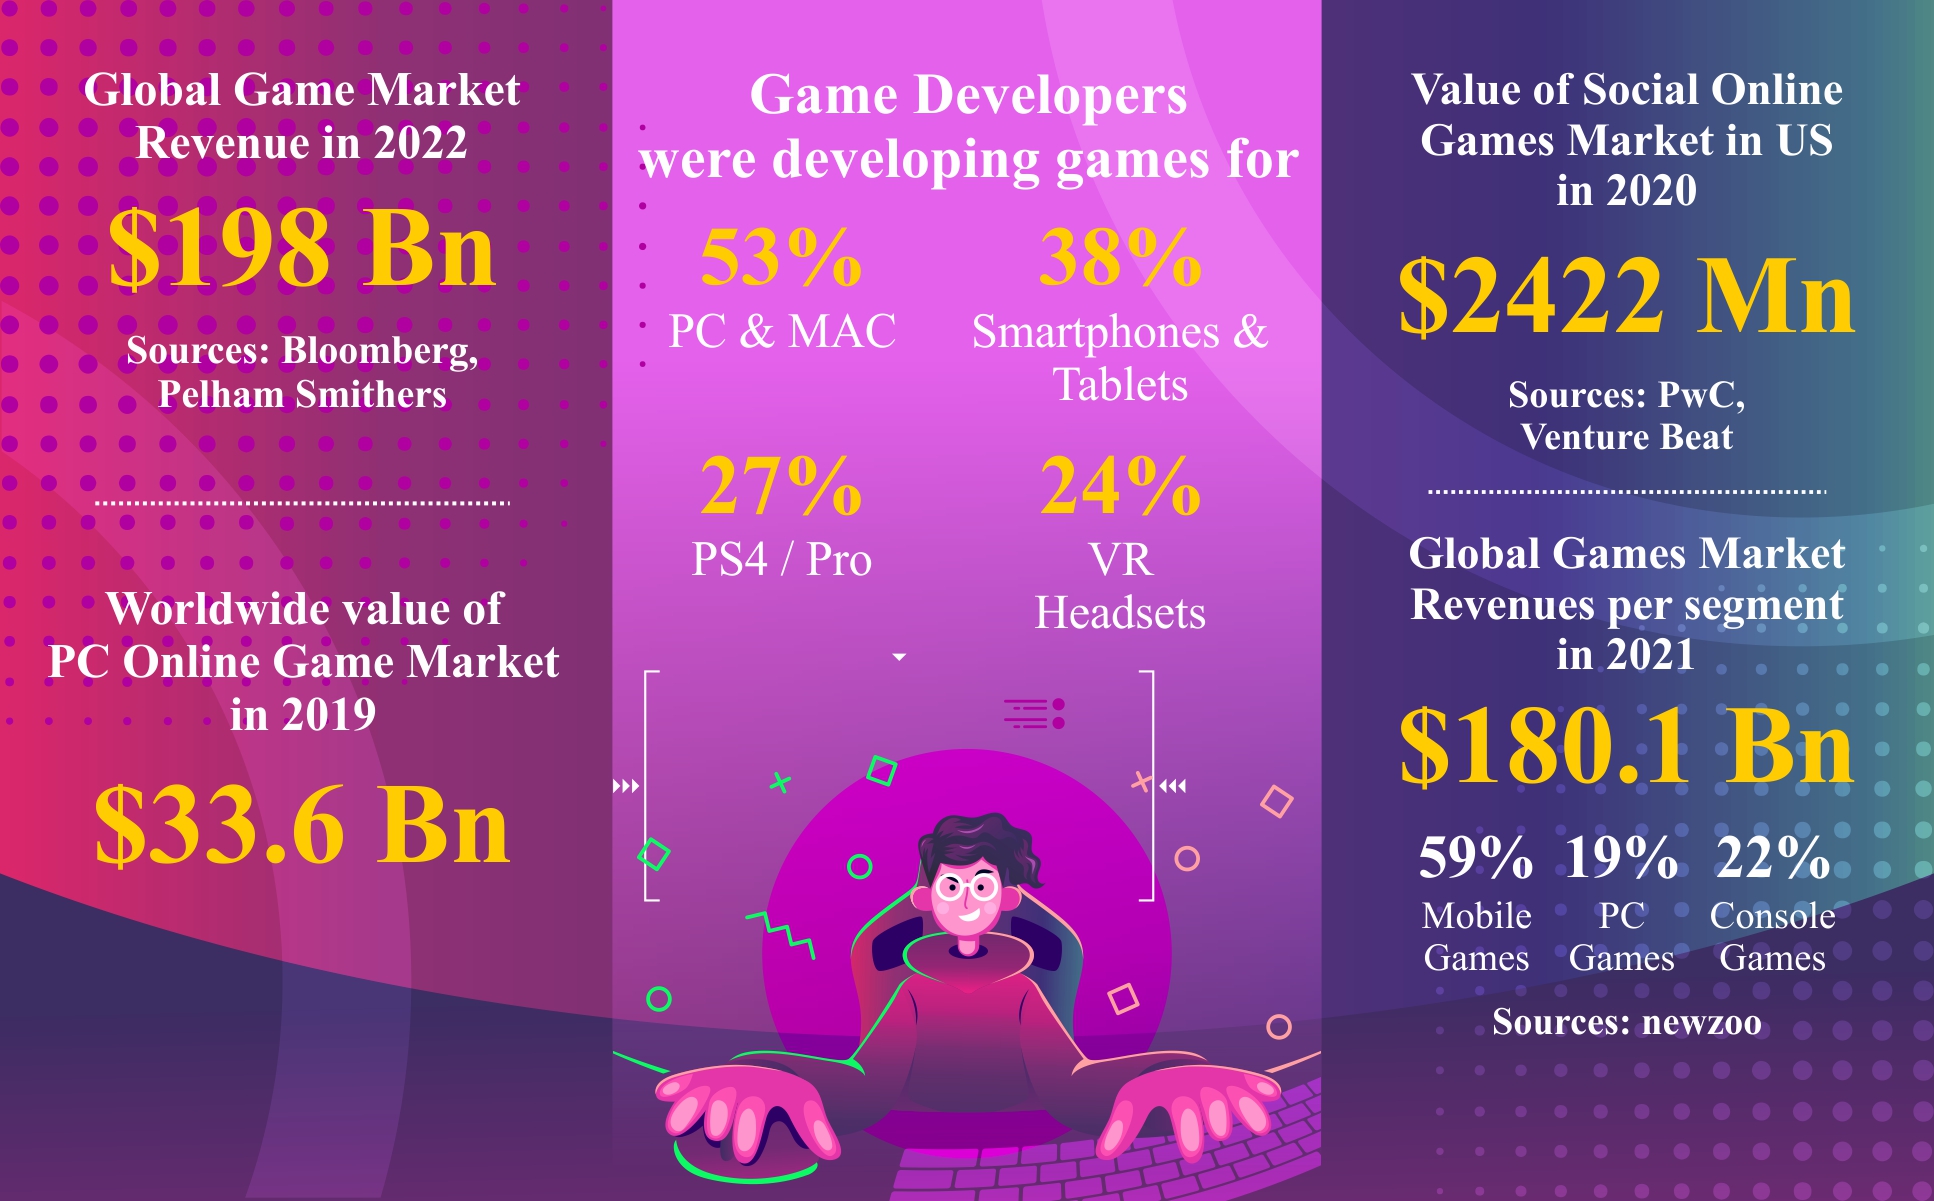 Global Game Market
Revenue in 2022
$198 Bn
Sources: Bloomberg,
Pelham Smithers
Worldwide value of
PC Online Game Market
in 2019
$33.6 Bn
Game Developers
were developing games for
53%
PC & MAC
38%
Smartphones &
Tablets
27%
PS4 / Pro
24%
VR
Headsets
Value of Social Online
Games Market in US
in 2020
$2422 Mn
Sources: PwC,
Venture Beat
Global Games Market
Revenues per segment
in 2021
$180.1 Bn
59% 19% 22%
Mobile PC Console
Games Games Games
Sources: newzoo